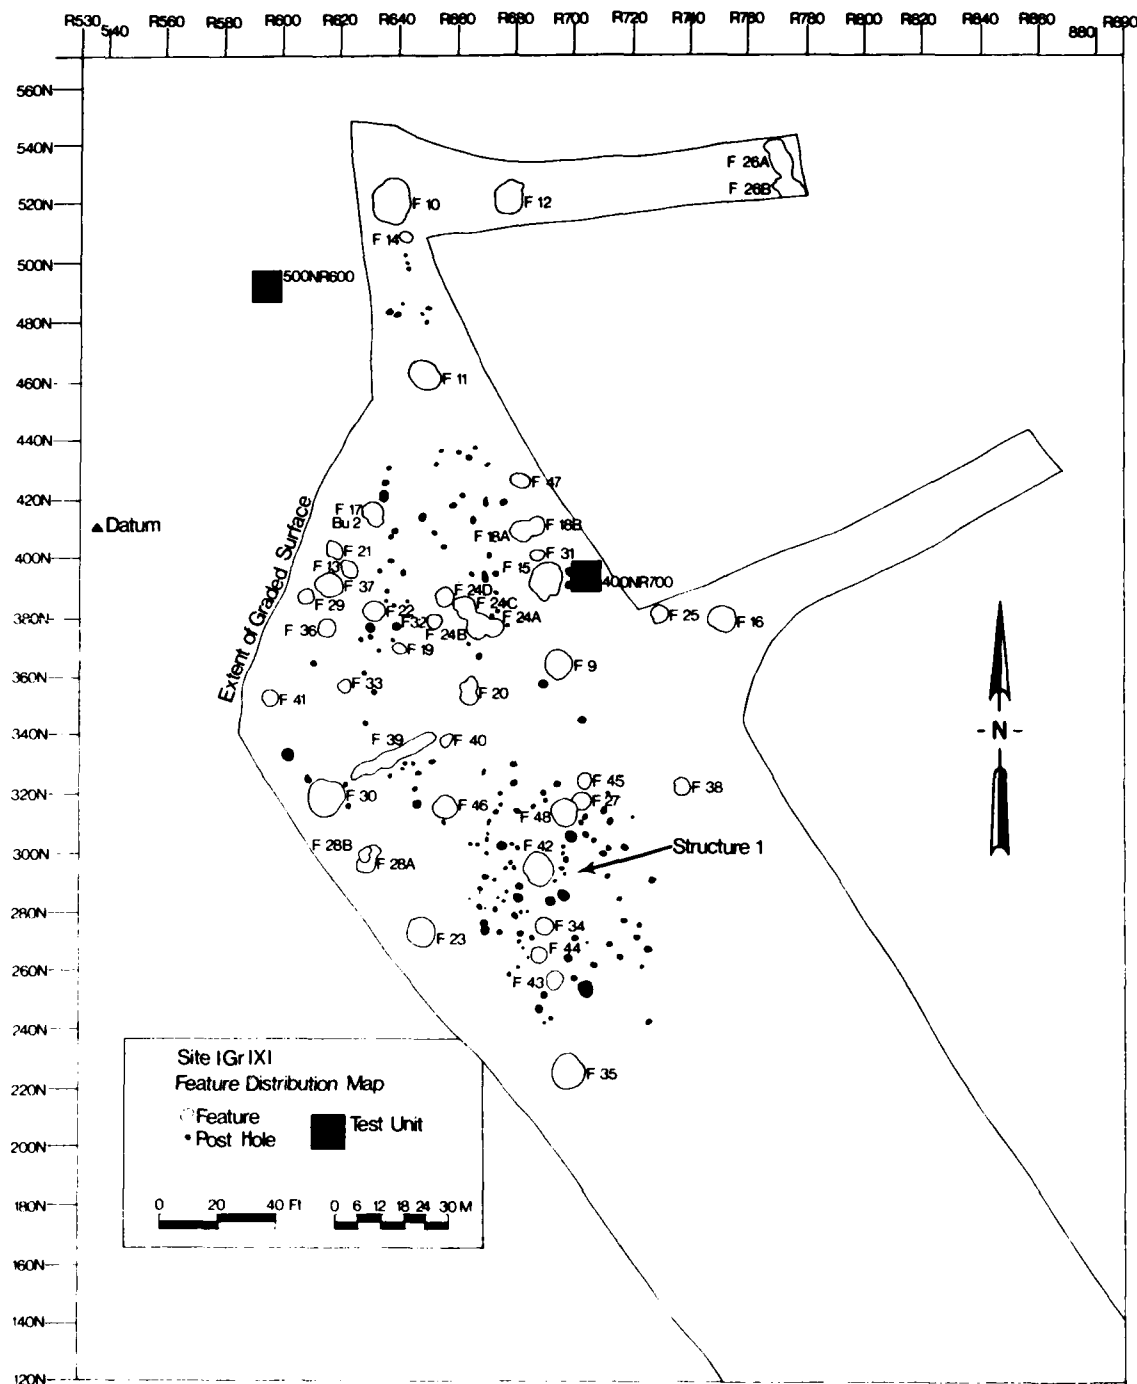 R530 540 R560 R580 R600 R620 R640 R660 R680 R700 R720 R740 R760 R780 R800 R820 R840 R860 880 R890
560N
540N
F 26A
F 26B
520N
F 10
F 12
F 14
500N
500NR600
480N
460N
F 11
440N
F 47
420N
F 17
Bu 2
F 18B
F 18A
Datum
Extent of Graded Surface
400N
F 21
F 31
F 13
F 15
F 37
400NR700
F 24D
F 29
F 24C
F 22
F 32
F 24A
F 25
F 16
380N
F 36
F 24B
F 19
F 9
360N
F 33
F 20
F 41
340N
F 39
F 40
N
F 45
F 38
320N
F 30
F 27
F 46
F 48
F 28B
F 42
Structure 1
300N
F 28A
280N
F 34
F 23
F 44
260N
F 43
240N
Site 1Gr1X1
Feature Distribution Map
F 35
220N
Feature
Test Unit
Post Hole
200N
180N
0 20 40 Ft
0 6 12 18 24 30 M
160N
140N
120N